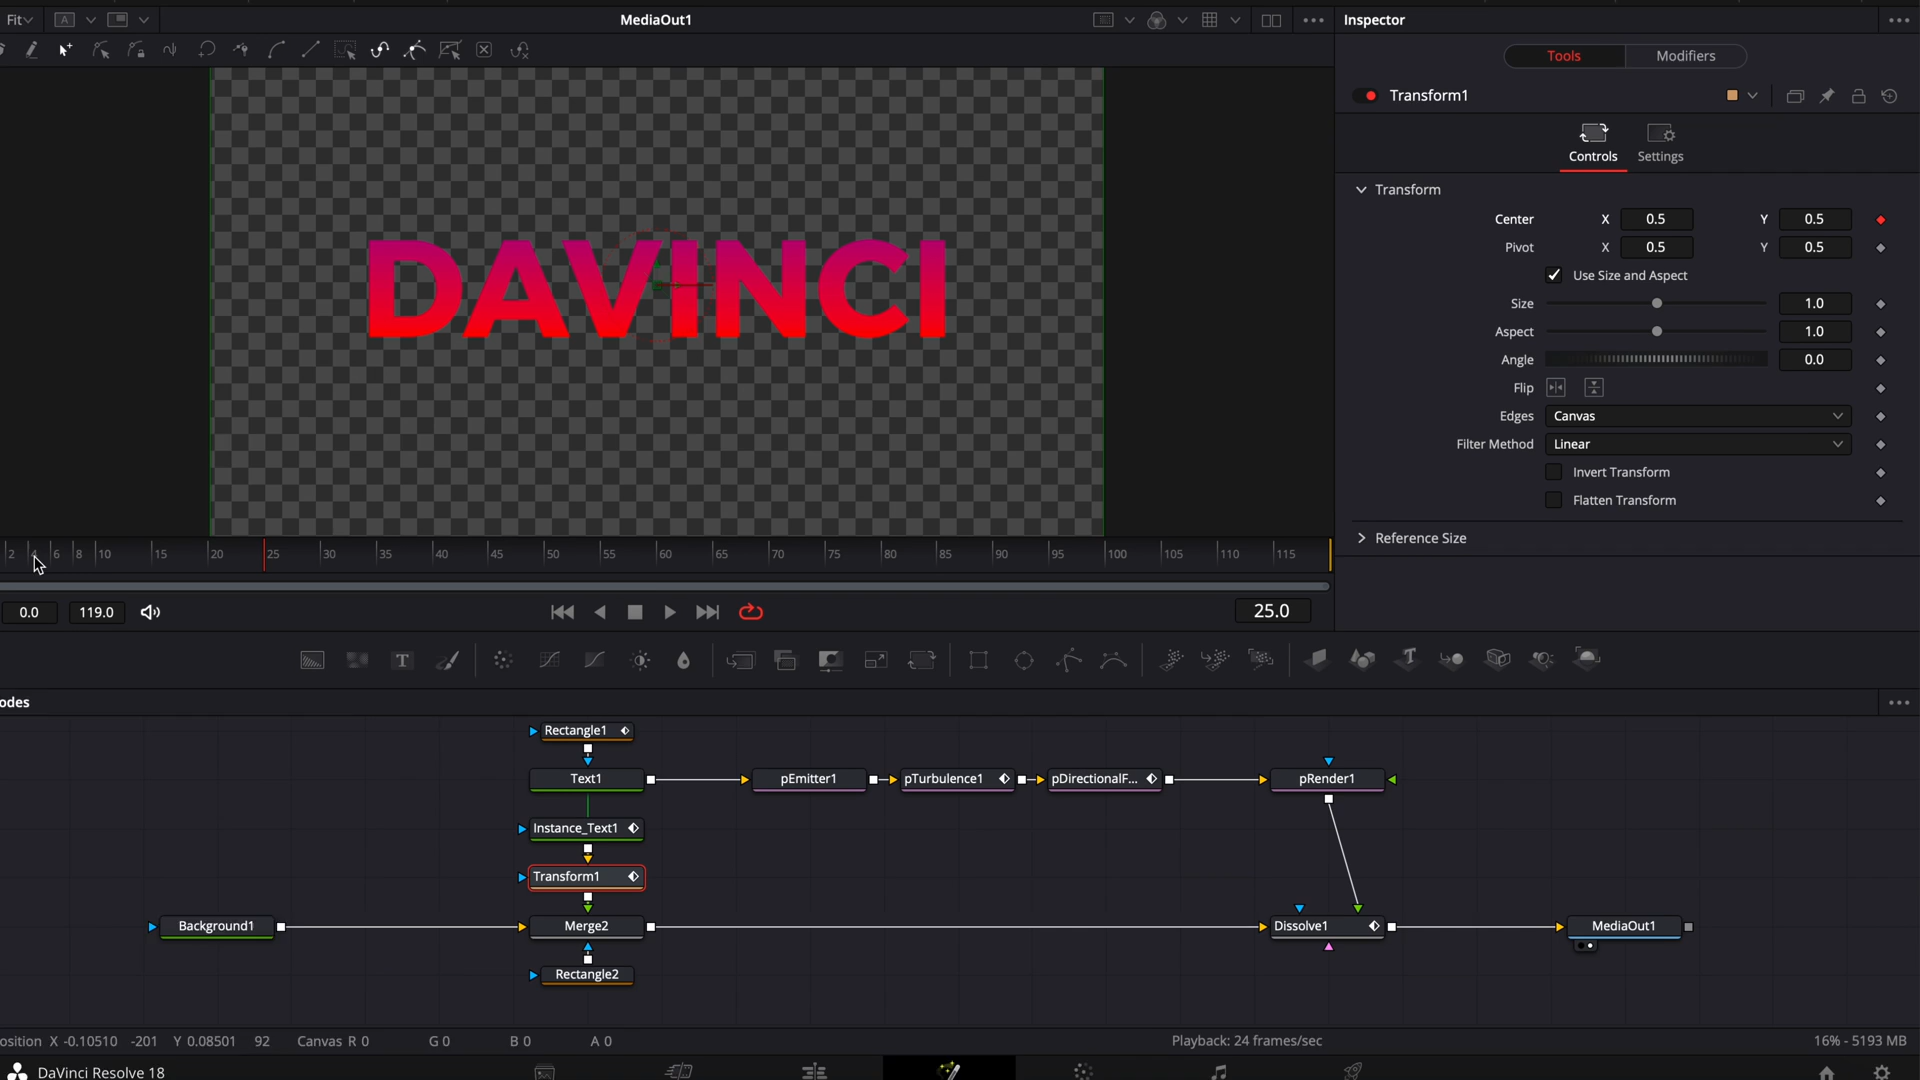 Fit
A
MediaOut1
Inspector
Tools
Modifiers
Transform1
Controls
Settings
Transform
Center X 0.5 Y 0.5
Pivot X 0.5 Y 0.5
Use Size and Aspect
Size 1.0
Aspect 1.0
Angle 0.0
Flip
Edges Canvas
Filter Method Linear
Invert Transform
Flatten Transform
Reference Size
DAVINCI
2 4 6 8 10 15 20 25 30 35 40 45 50 55 60 65 70 75 80 85 90 95 100 105 110 115
0.0 119.0 25.0
T
odes
Rectangle1
Text1 pEmitter1 pTurbulence1 pDirectionalF... pRender1
Instance_Text1
Transform1
Background1 Merge2 Dissolve1 MediaOut1
Rectangle2
osition X -0.10510 -201 Y 0.08501 92 Canvas R 0 G 0 B 0 A 0
Playback: 24 frames/sec
16% - 5193 MB
DaVinci Resolve 18